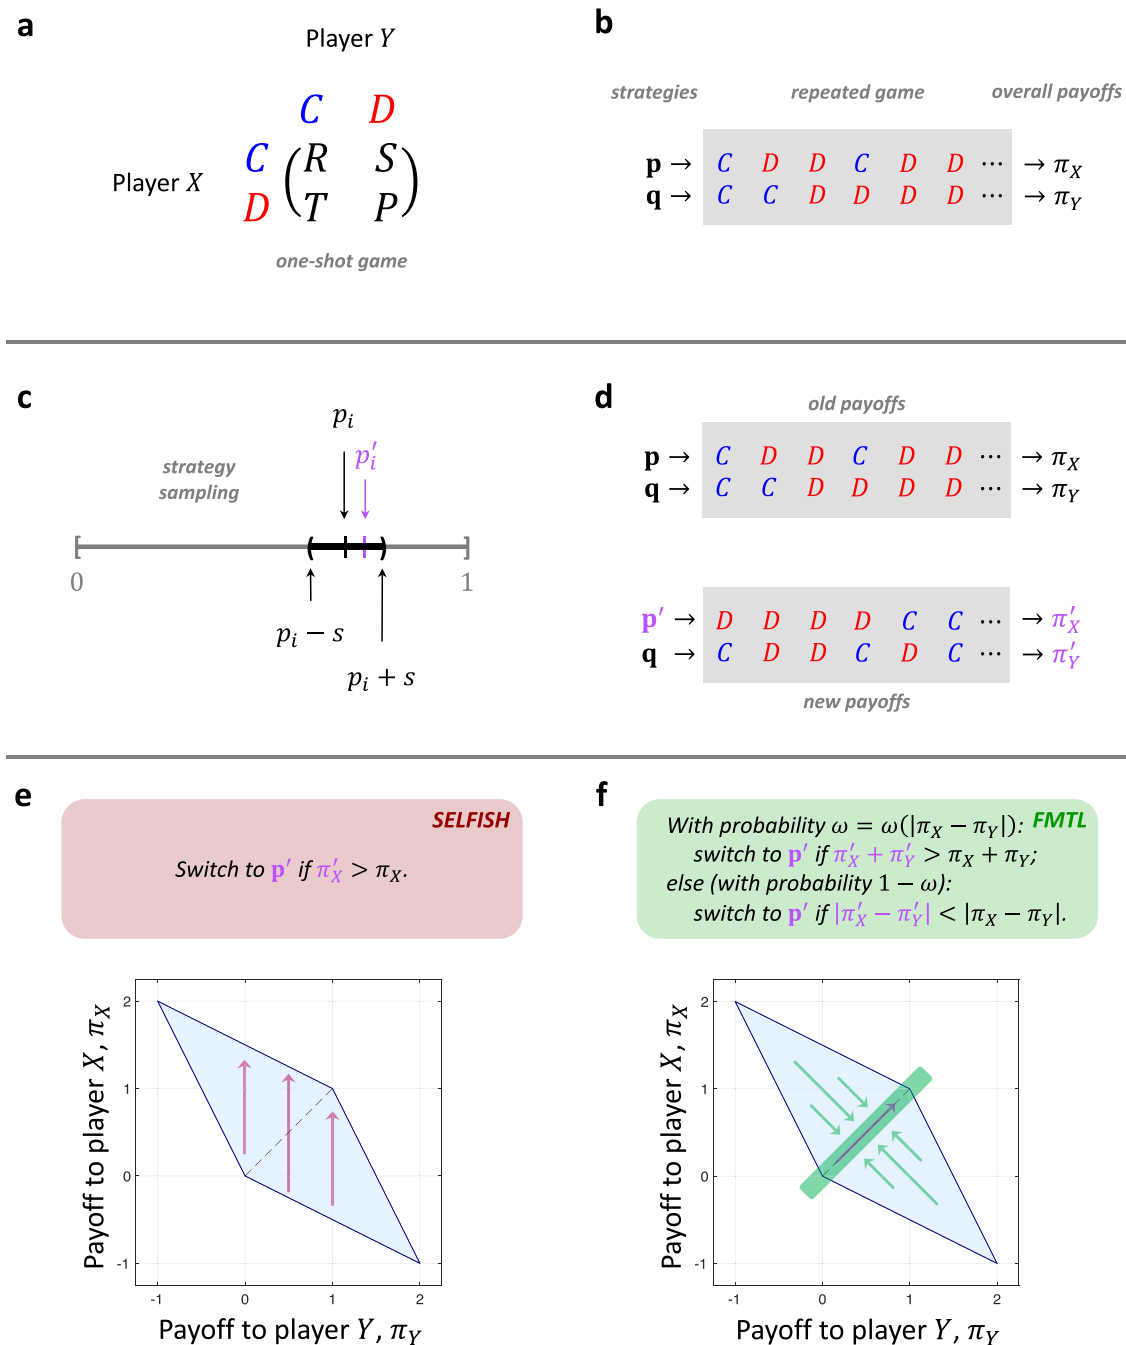 a
Player Y
C D
C R S
Player X
D T P
one-shot game
b
strategies repeated game overall payoffs
p → C D D C D D ⋯ → π_X
q → C C D D D D ⋯ → π_Y
c
p_i
p′_i
strategy
sampling
0 1
p_i − s
p_i + s
d
old payoffs
p → C D D C D D ⋯ → π_X
q → C C D D D D ⋯ → π_Y
p′ → D D D D C C ⋯ → π′_X
q → C D D C D C ⋯ → π′_Y
new payoffs
e
SELFISH
Switch to p′ if π′_X > π_X.
2
1
0
-1
-1 0 1 2
Payoff to player X, π_X
Payoff to player Y, π_Y
f
With probability ω = ω(|π_X − π_Y|): FMTL
switch to p′ if π′_X + π′_Y > π_X + π_Y;
else (with probability 1 − ω):
switch to p′ if |π′_X − π′_Y| < |π_X − π_Y|.
2
1
0
-1
-1 0 1 2
Payoff to player X, π_X
Payoff to player Y, π_Y